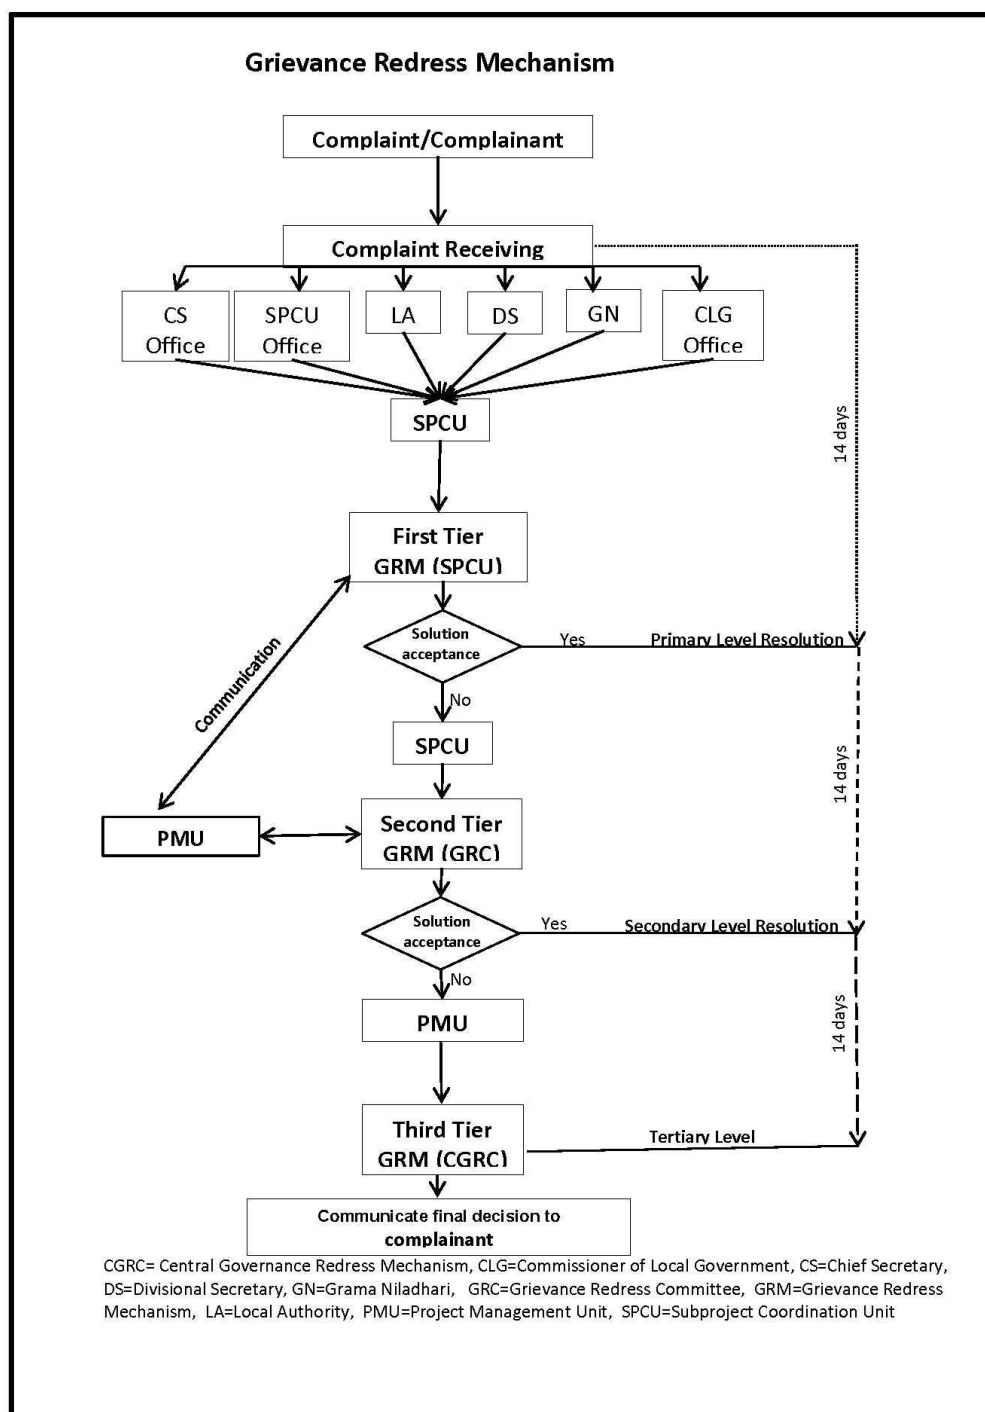 Grievance Redress Mechanism
Complaint/Complainant
Complaint Receiving
CS
Office
SPCU
Office
LA
DS
GN
CLG
Office
14 days
SPCU
First Tier
GRM (SPCU)
Solution
acceptance
Yes
Primary Level Resolution
Communication
No
SPCU
14 days
PMU
Second Tier
GRM (GRC)
Solution
acceptance
Yes
Secondary Level Resolution
No
PMU
14 days
Third Tier
GRM (CGRC)
Tertiary Level
Communicate final decision to
complainant
CGRC= Central Governance Redress Mechanism, CLG=Commissioner of Local Government, CS=Chief Secretary,
DS=Divisional Secretary, GN=Grama Niladhari, GRC=Grievance Redress Committee, GRM=Grievance Redress
Mechanism, LA=Local Authority, PMU=Project Management Unit, SPCU=Subproject Coordination Unit